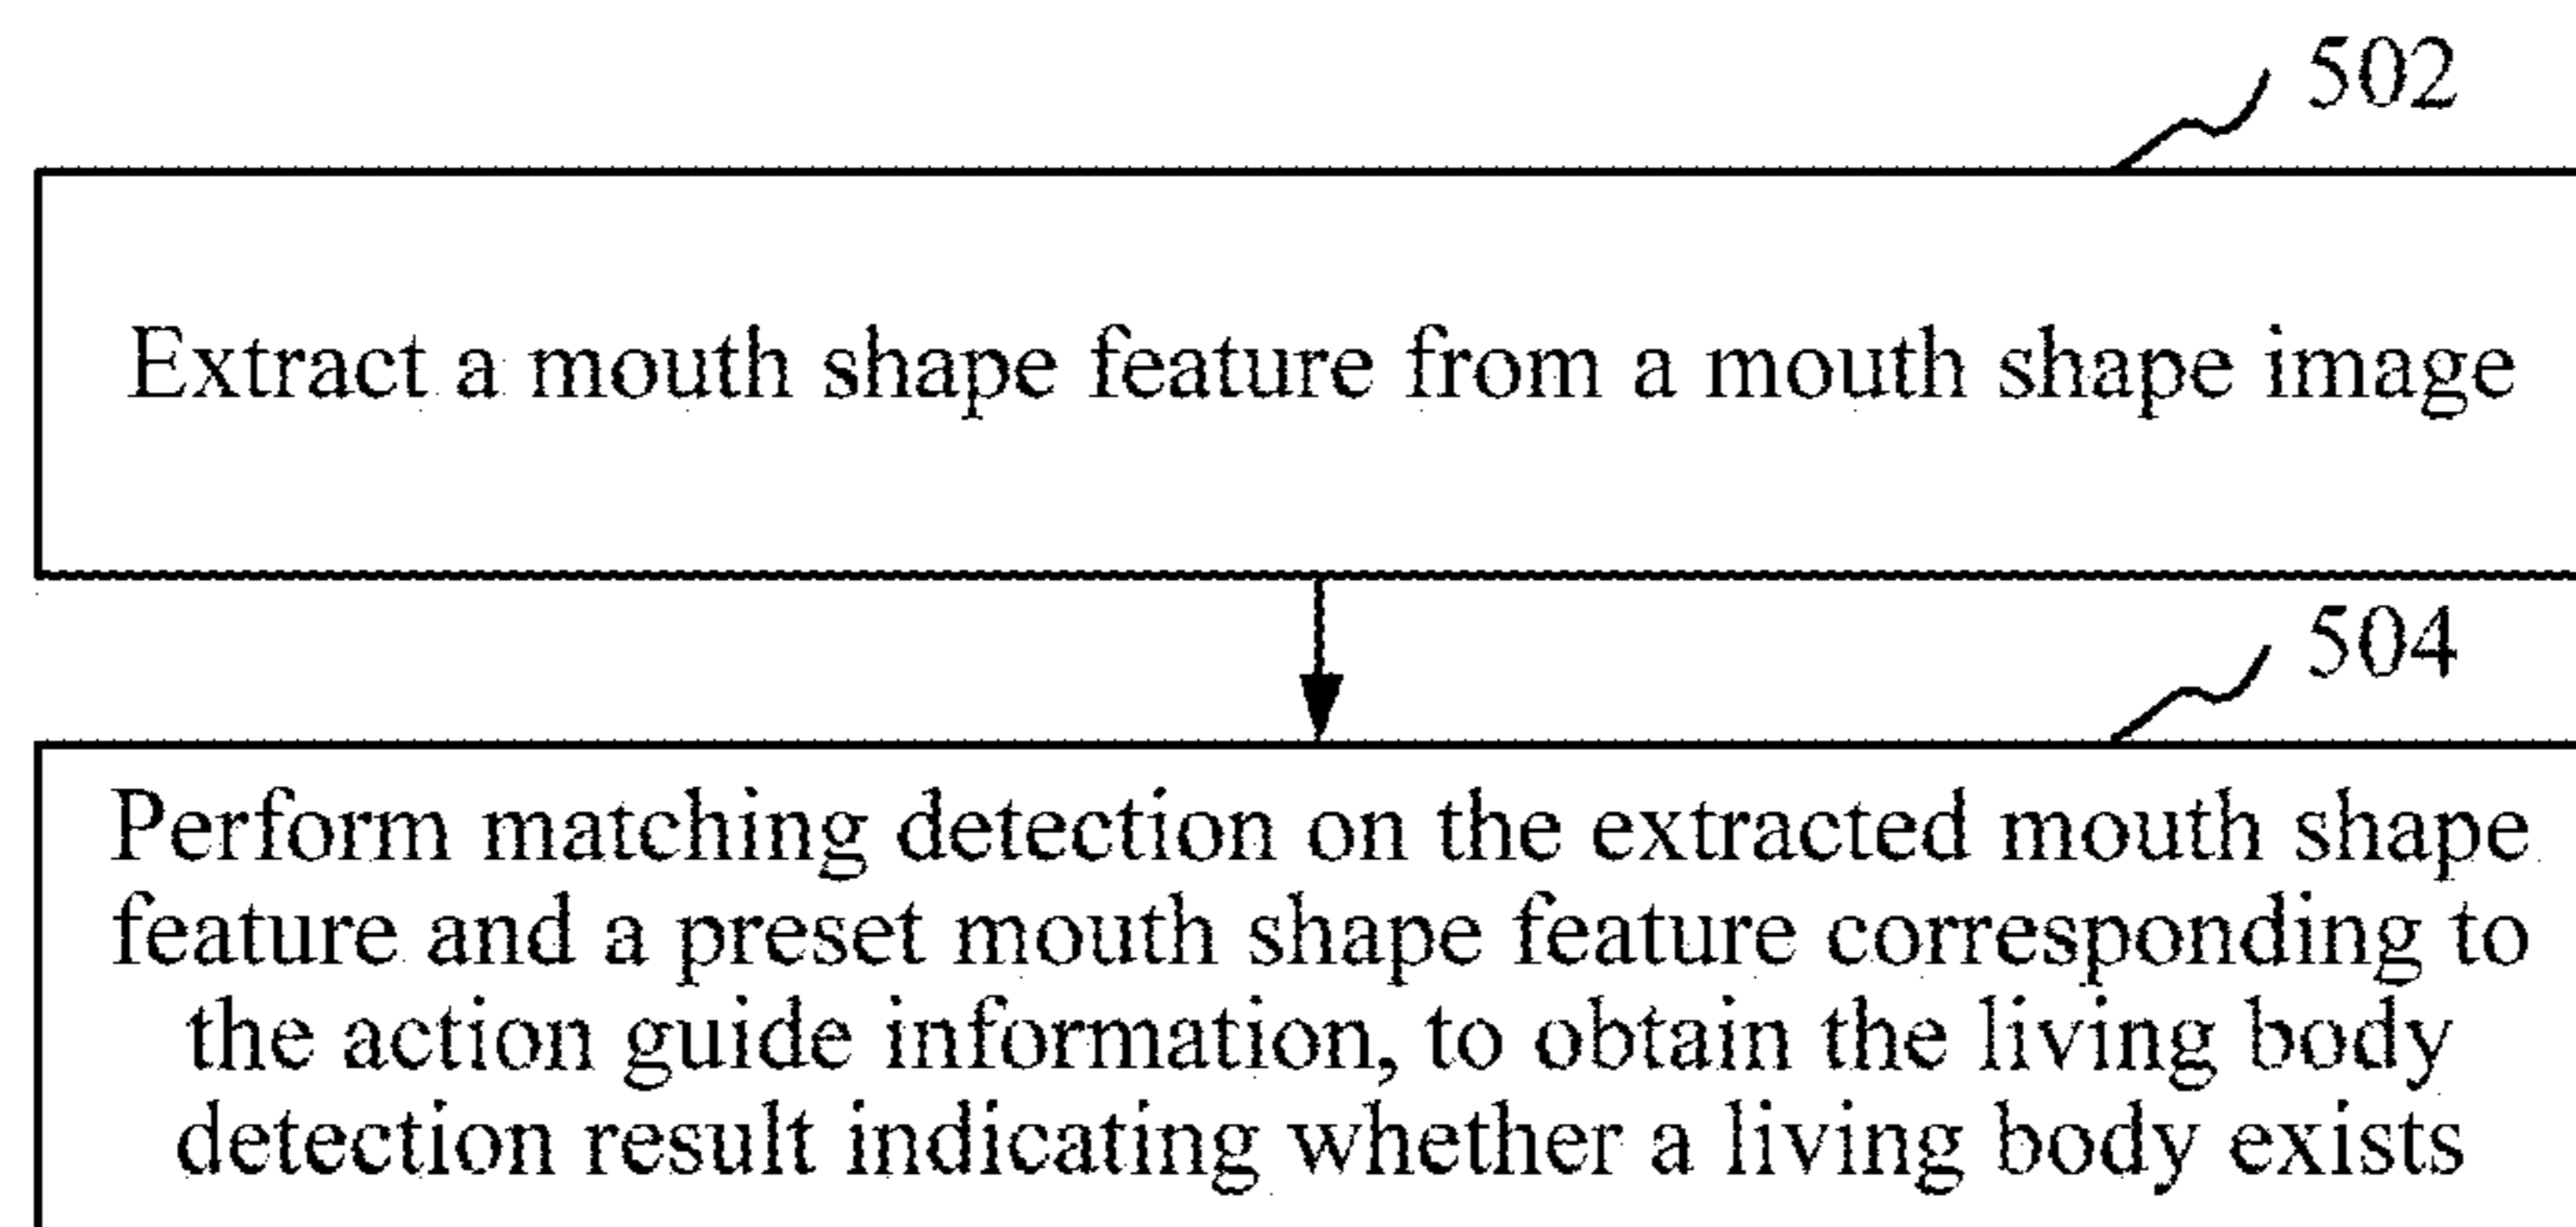 502
Extract a mouth shape feature from a mouth shape image
504
Perform matching detection on the extracted mouth shape
feature and a preset mouth shape feature corresponding to
the action guide information, to obtain the living body
detection result indicating whether a living body exists